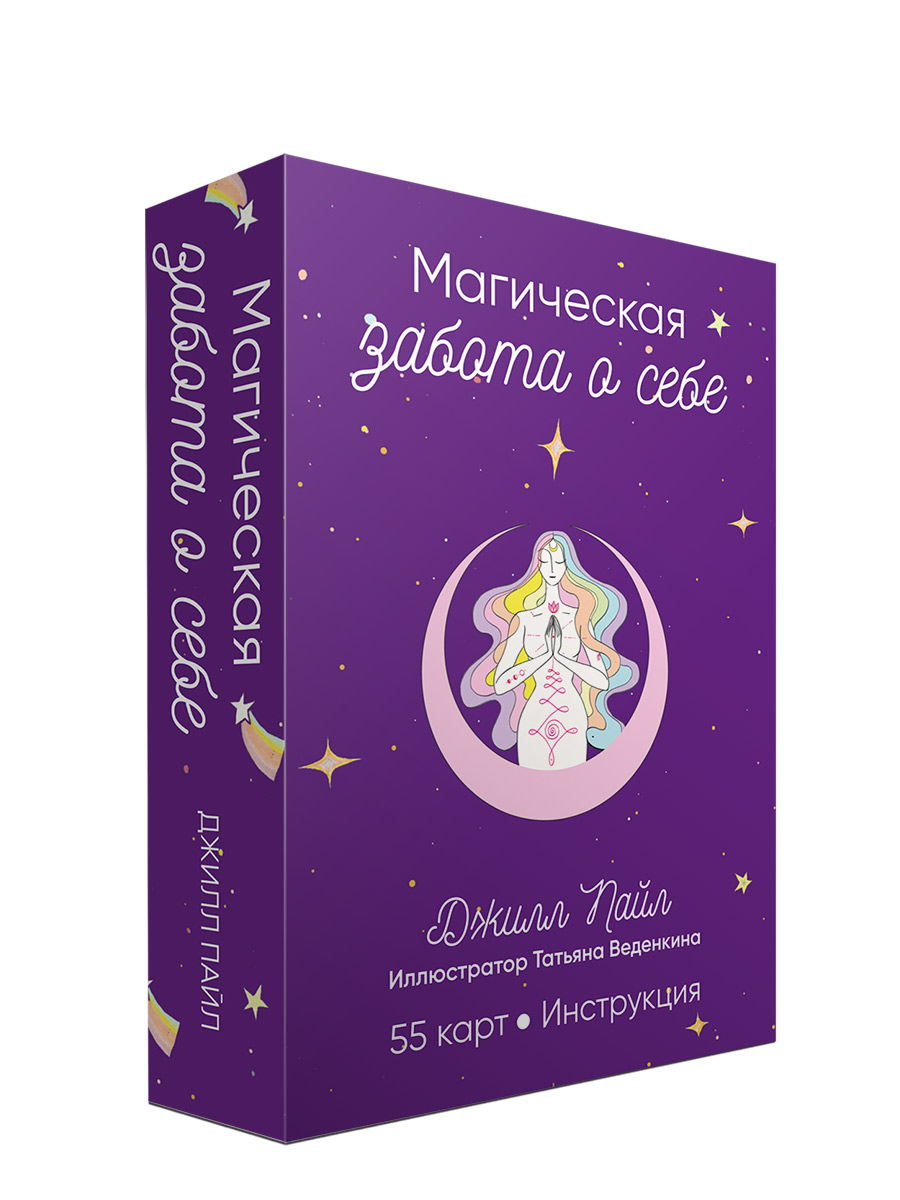 Магическая
забота о себе
Джилл Пайл
Иллюстратор Татьяна Веденкина
55 карт • Инструкция
Магическая
забота о себе
ДЖИЛЛ ПАЙЛ